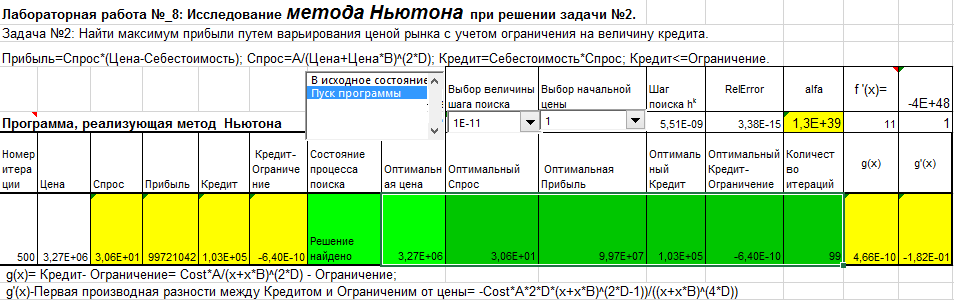 Лабораторная работа №_8: Исследование метода Ньютона при решении задачи №2.
Задача №2: Найти максимум прибыли путем варьирования ценой рынка с учетом ограничения на величину кредита.
Прибыль=Спрос*(Цена-Себестоимость); Спрос=A/(Цена+Цена*B)^(2*D); Кредит=Себестоимость*Спрос; Кредит<=Ограничение.
В исходное состояние
Пуск программы
Выбор величины шага поиска
Выбор начальной цены
Шаг поиска hᵏ
RelError
alfa
f '(x)=
-4E+48
Программа, реализующая метод Ньютона
1E-11
1
5,51E-09
3,38E-15
1,3E+39
11
1
Номер итерации
Цена
Спрос
Прибыль
Кредит
Кредит-Ограничение
Состояние процесса поиска
Оптимальная цена
Оптимальный Спрос
Оптимальная Прибыль
Оптимальный Кредит
Оптимальный Кредит-Ограничение
Количество итераций
g(x)
g'(x)
500
3,27E+06
3,06E+01
99721042
1,03E+05
-6,40E-10
Решение найдено
3,27E+06
3,06E+01
9,97E+07
1,03E+05
-6,40E-10
99
4,66E-10
-1,82E-01
g(x)= Кредит- Ограничение= Cost*A/(x+x*B)^(2*D) - Ограничение;
g'(x)-Первая производная разности между Кредитом и Ограничением от цены= -Cost*A*2*D*(x+x*B)^(2*D-1))/((x+x*B)^(4*D))